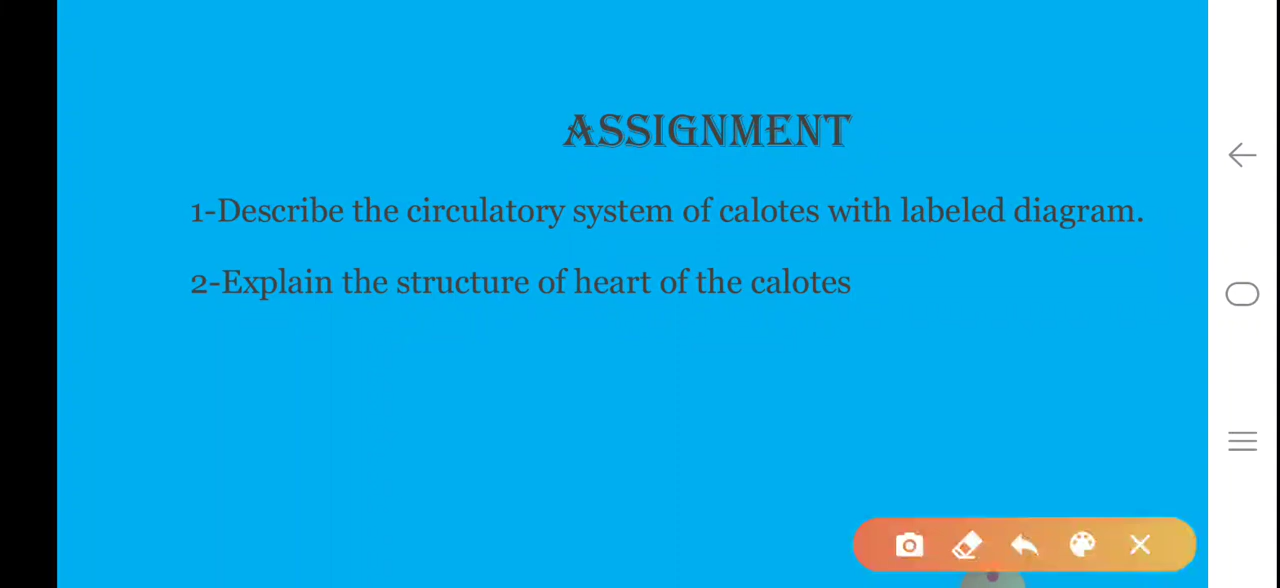 ASSIGNMENT
1-Describe the circulatory system of calotes with labeled diagram.
2-Explain the structure of heart of the calotes